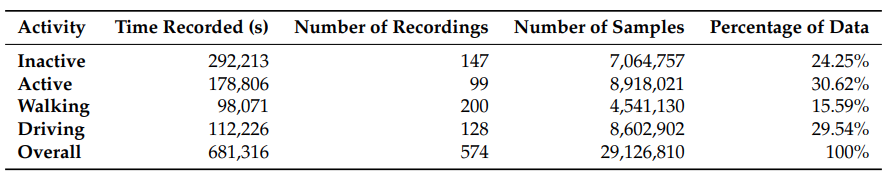 Activity Time Recorded (s) Number of Recordings Number of Samples Percentage of Data
Inactive 292,213 147 7,064,757 24.25%
Active 178,806 99 8,918,021 30.62%
Walking 98,071 200 4,541,130 15.59%
Driving 112,226 128 8,602,902 29.54%
Overall 681,316 574 29,126,810 100%